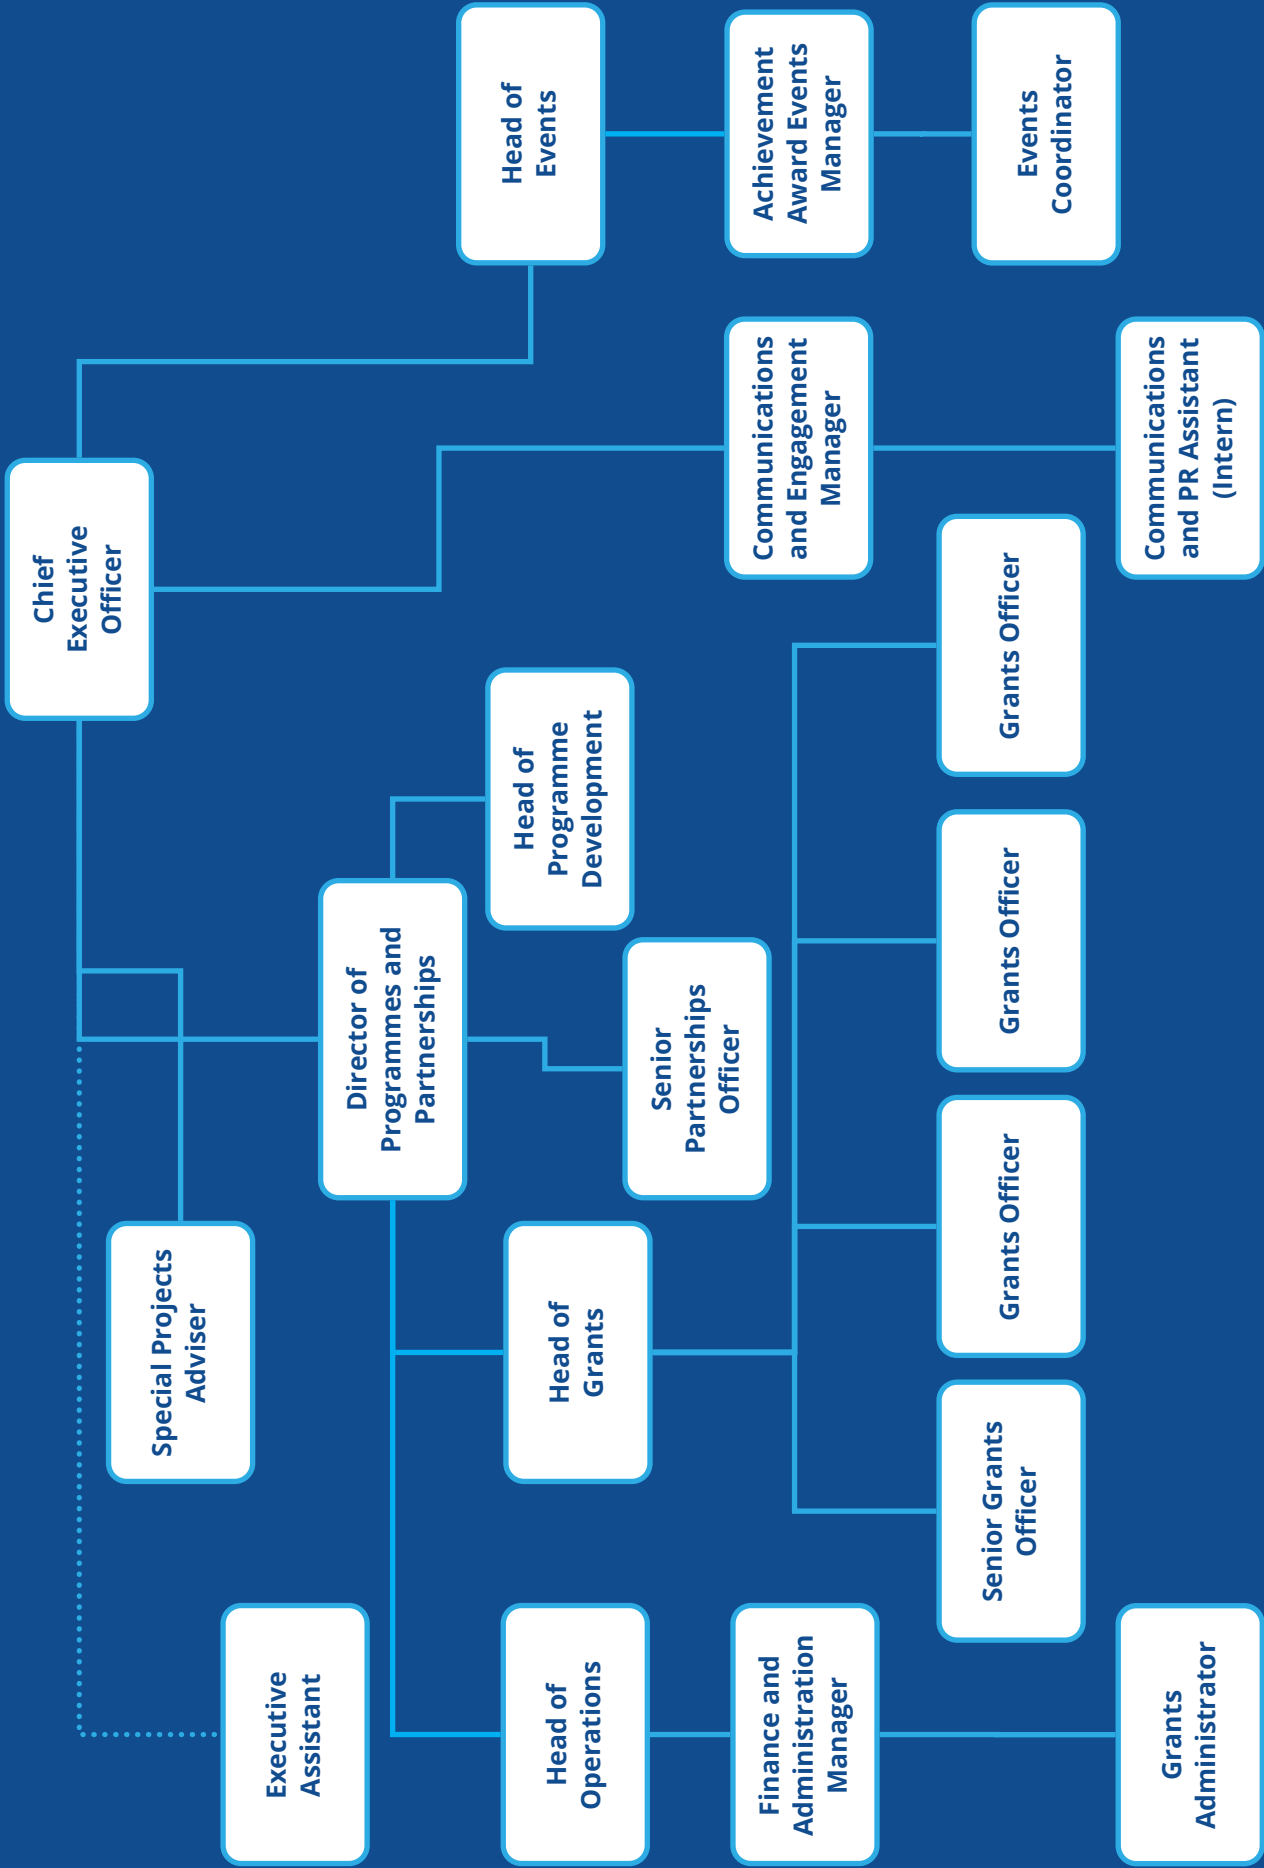 Chief
Executive
Officer
Special Projects
Adviser
Executive
Assistant
Director of
Programmes and
Partnerships
Head of
Events
Head of
Programme
Development
Head of
Operations
Head of
Grants
Senior
Partnerships
Officer
Finance and
Administration
Manager
Communications
and Engagement
Manager
Achievement
Award Events
Manager
Senior Grants
Officer
Grants Officer
Grants Officer
Grants Officer
Events
Coordinator
Grants
Administrator
Communications
and PR Assistant
(Intern)